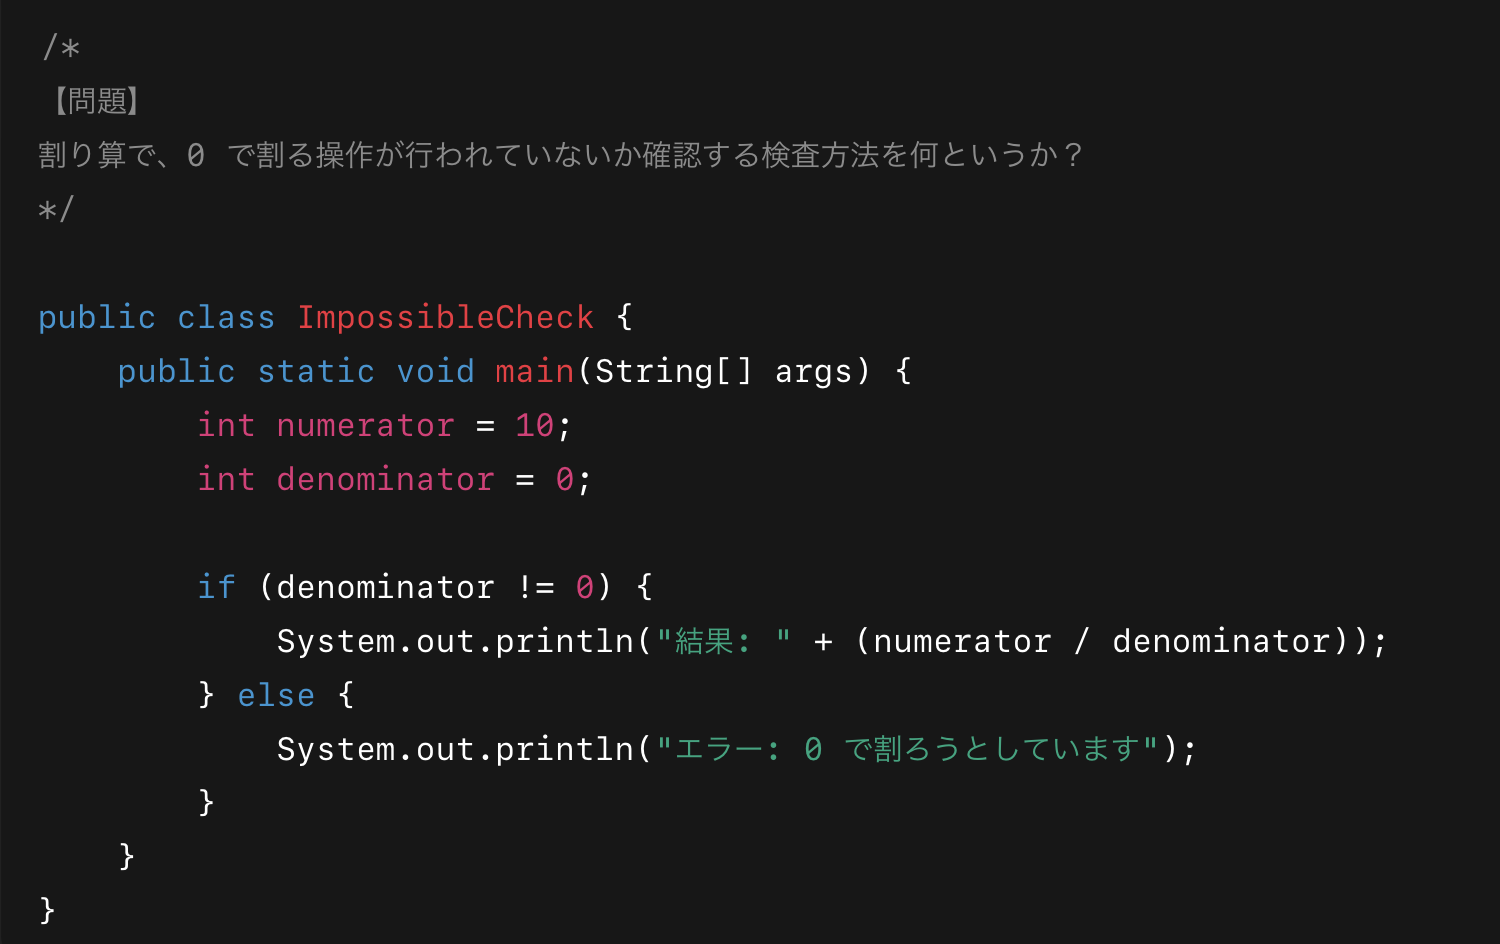 /*
【問題】
割り算で、0 で割る操作が行われていないか確認する検査方法を何というか？
*/
public class ImpossibleCheck {
    public static void main(String[] args) {
        int numerator = 10;
        int denominator = 0;
        if (denominator != 0) {
            System.out.println("結果: " + (numerator / denominator));
        } else {
            System.out.println("エラー: 0 で割ろうとしています");
        }
    }
}